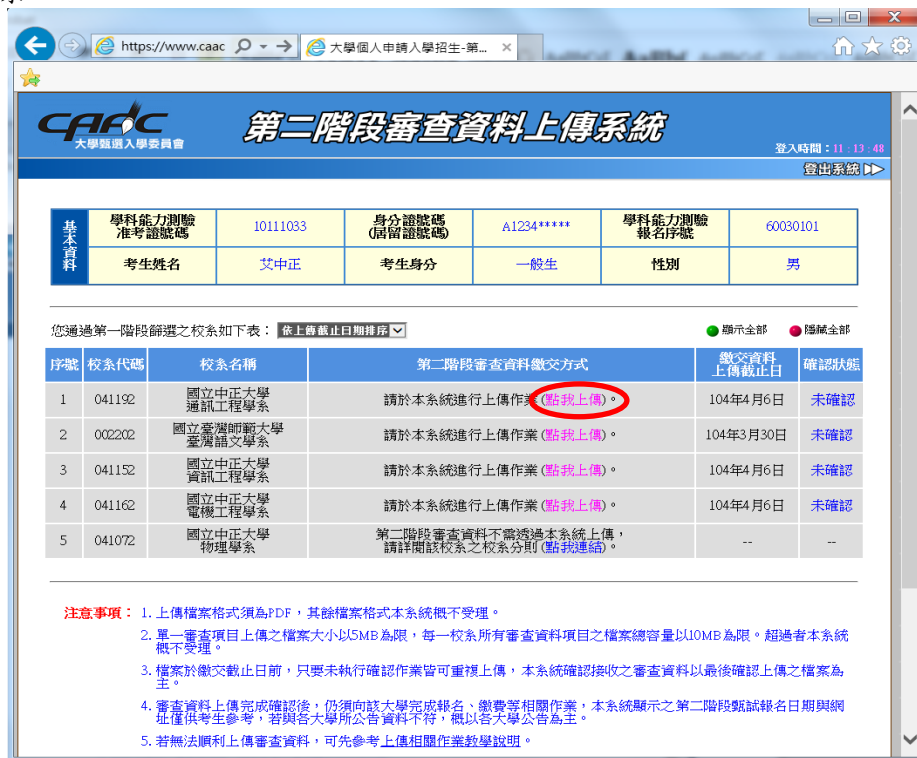 https://www.caac
大學個人申請入學招生-第...
CAAC
大學甄選入學委員會
第二階段審查資料上傳系統
登入時間：11 : 13 : 48
登出系統
基本資料
學科能力測驗
准考證號碼
10111033
身分證號碼
(居留證號碼)
A1234*****
學科能力測驗
報名序號
60030101
考生姓名
艾中正
考生身分
一般生
性別
男
您通過第一階段篩選之校系如下表：
依上傳截止日期排序
顯示全部
隱藏全部
序號 校系代碼 校系名稱 第二階段審查資料繳交方式 繳交資料上傳截止日 確認狀態
1 041192 國立中正大學 通訊工程學系 請於本系統進行上傳作業 (點我上傳)。 104年4月6日 未確認
2 002202 國立臺灣師範大學 臺灣語文學系 請於本系統進行上傳作業 (點我上傳)。 104年3月30日 未確認
3 041152 國立中正大學 資訊工程學系 請於本系統進行上傳作業 (點我上傳)。 104年4月6日 未確認
4 041162 國立中正大學 電機工程學系 請於本系統進行上傳作業 (點我上傳)。 104年4月6日 未確認
5 041072 國立中正大學 物理學系 第二階段審查資料不需透過本系統上傳，請詳閱該校系之校系分則 (點我連結)。 -- --
注意事項：
1. 上傳檔案格式須為PDF，其餘檔案格式本系統概不受理。
2. 單一審查項目上傳之檔案大小以5MB為限，每一校系所有審查資料項目之檔案總容量以10MB為限。超過者本系統
概不受理。
3. 檔案於繳交截止日前，只要未執行確認作業皆可重複上傳，本系統確認接收之審查資料以最後確認上傳之檔案為
主。
4. 審查資料上傳完成確認後，仍須向該大學完成報名、繳費等相關作業，本系統顯示之第二階段甄試報名日期與網
址僅供考生參考，若與各大學所公告資料不符，概以各大學公告為主。
5. 若無法順利上傳審查資料，可先參考上傳相關作業教學說明。